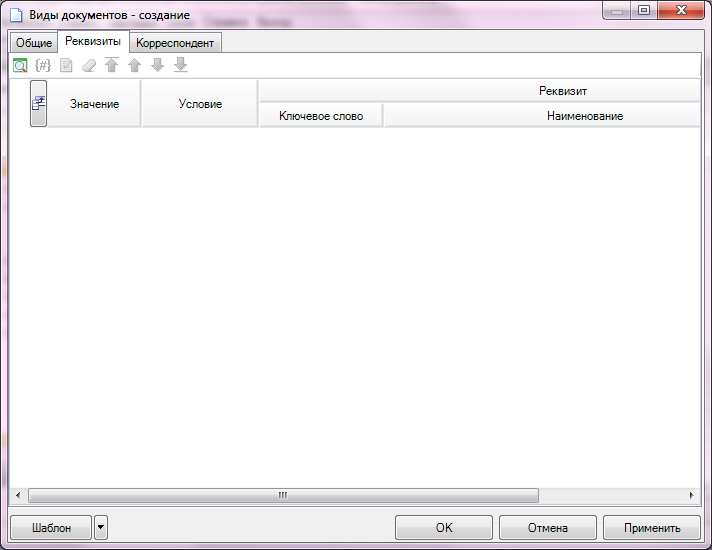 Виды документов - создание
Общие Реквизиты Корреспондент
{#}
Значение Условие Реквизит
Ключевое слово Наименование
Шаблон OK Отмена Применить